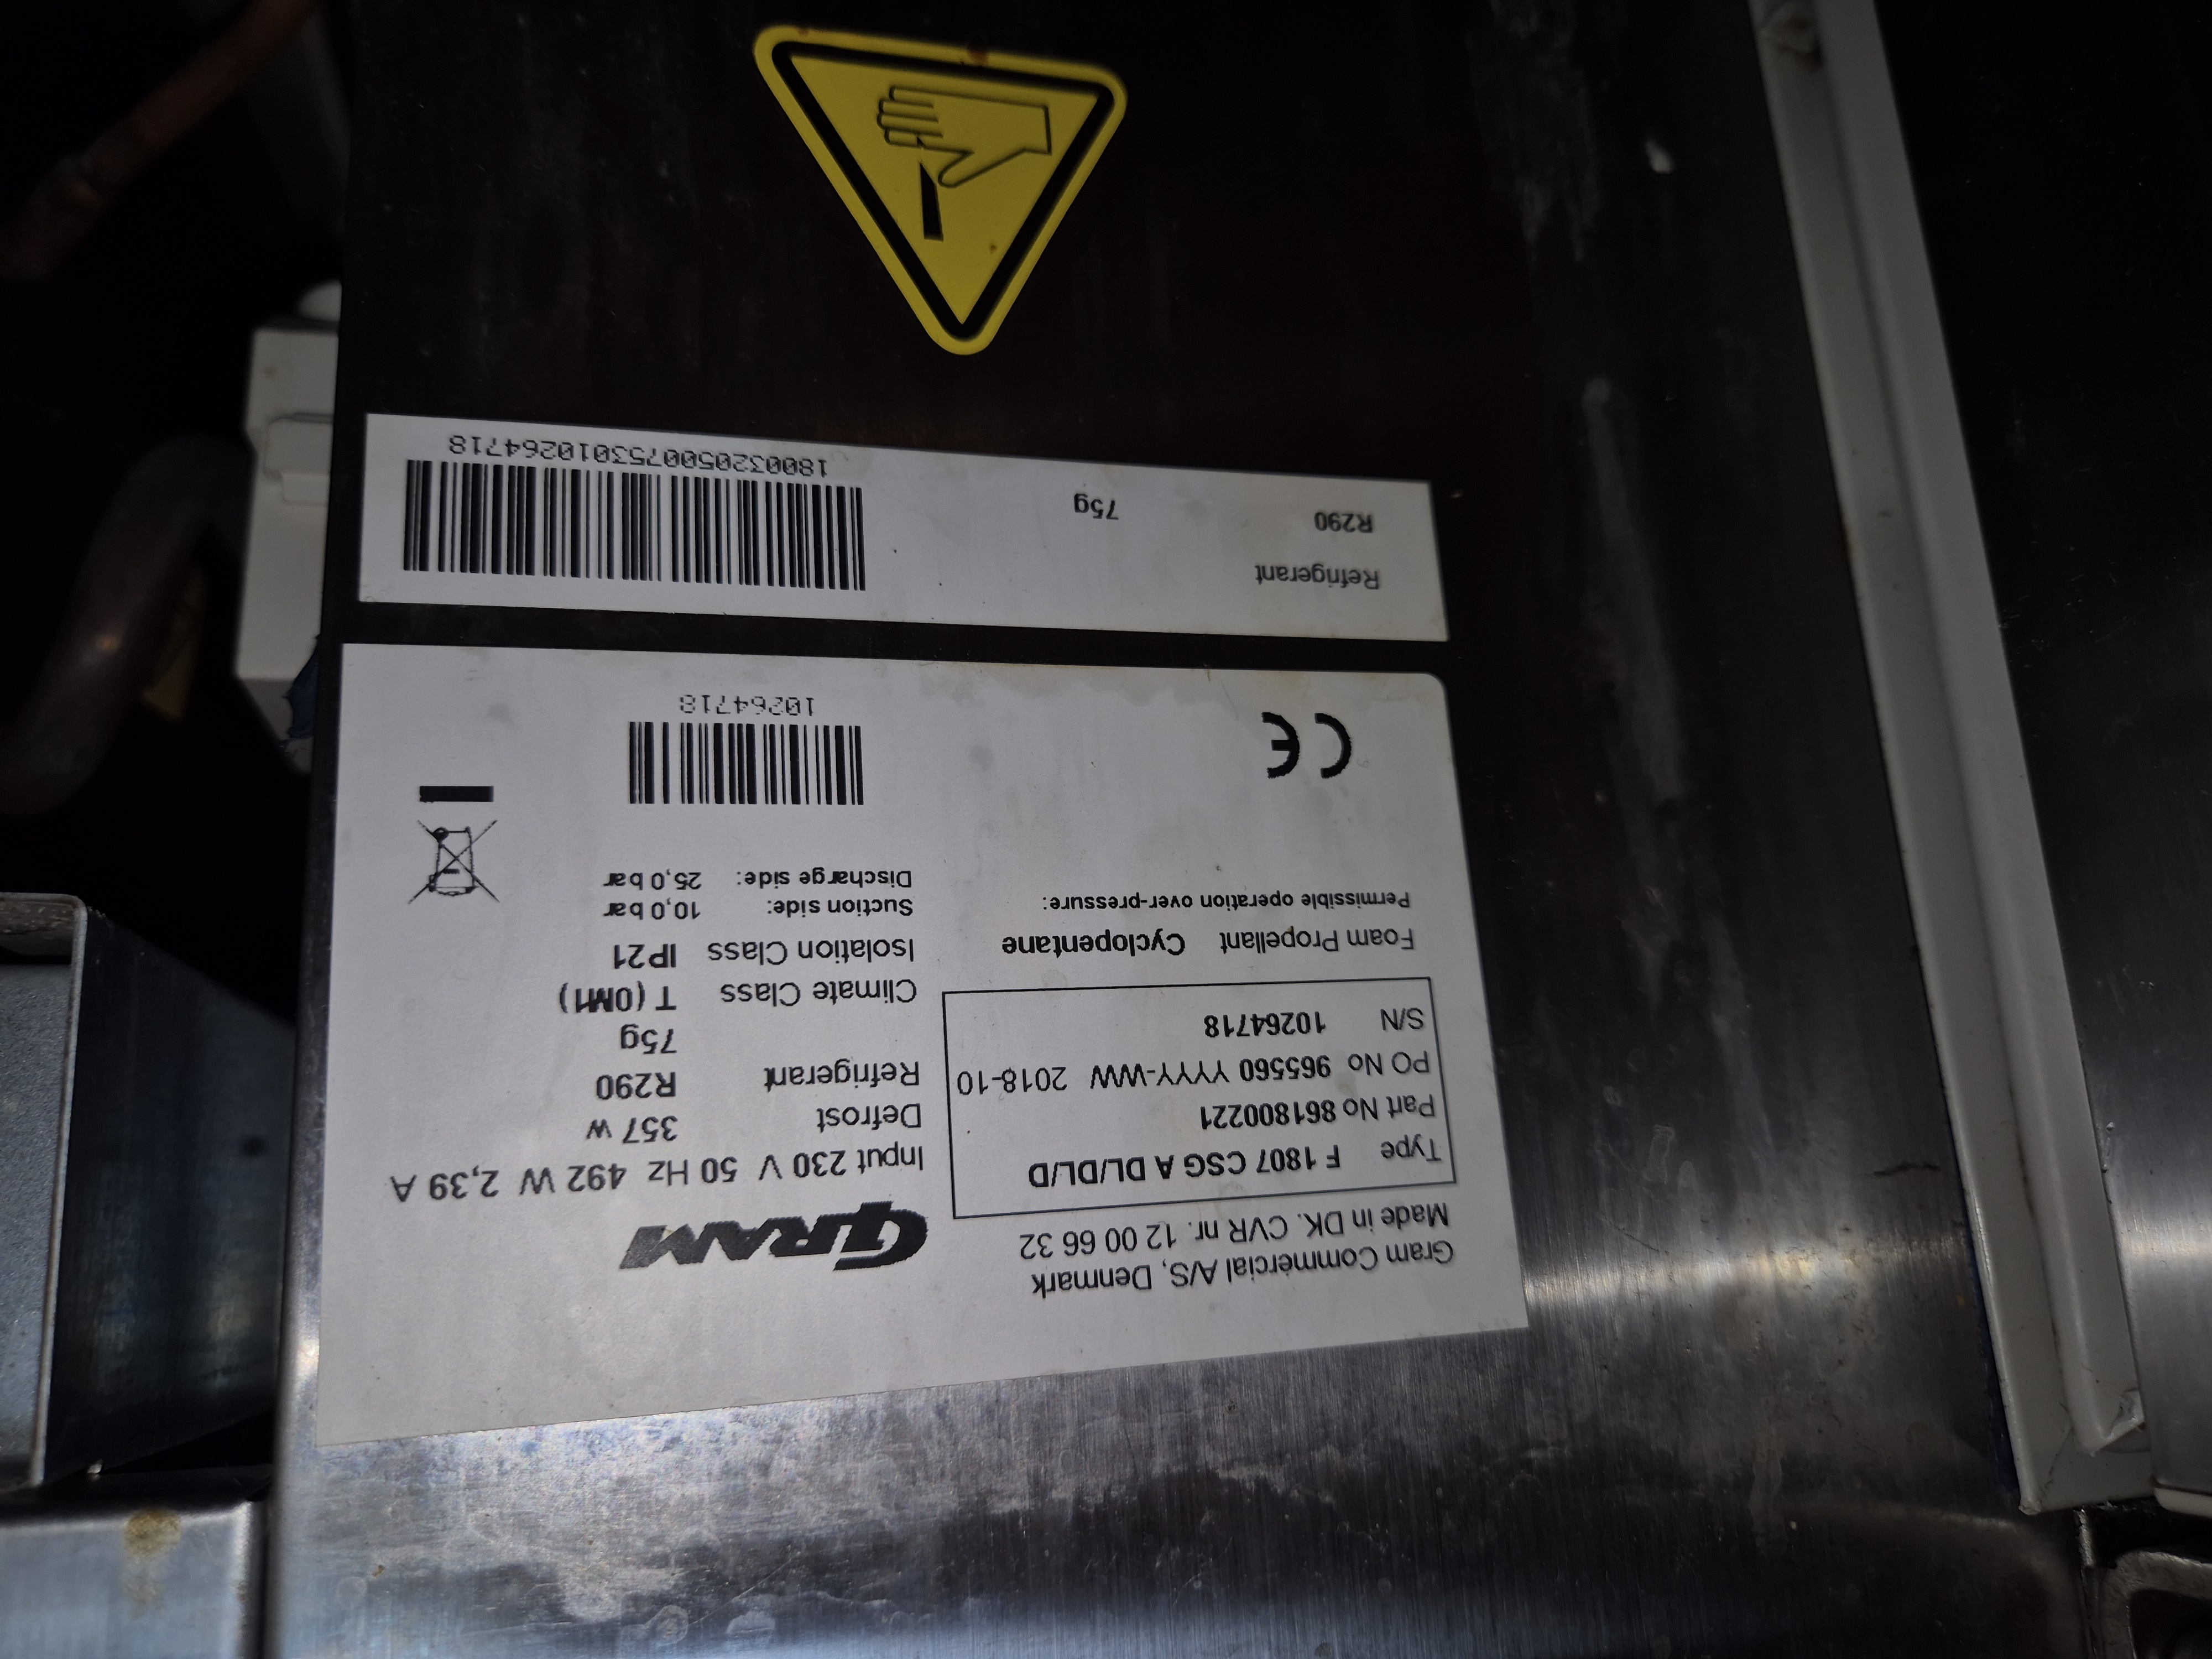 Gram Commercial A/S, Denmark
Made in DK. CVR nr. 12 00 66 32
GRAM
Type F 1807 CSG A DL/DL/D
Part No 861800221
PO No 965560 YYYY-WW 2018-10
S/N 10264718
Input 230 V 50 Hz 492 W 2,39 A
Defrost 357 w
Refrigerant R290
75g
Climate Class T (0M1)
Isolation Class IP21
Foam Propellant Cyclopentane
Permissible operation over-pressure:
Suction side: 10,0 bar
Discharge side: 25,0 bar
CE
10264718
Refrigerant
R290 75g
1800320500753010264718